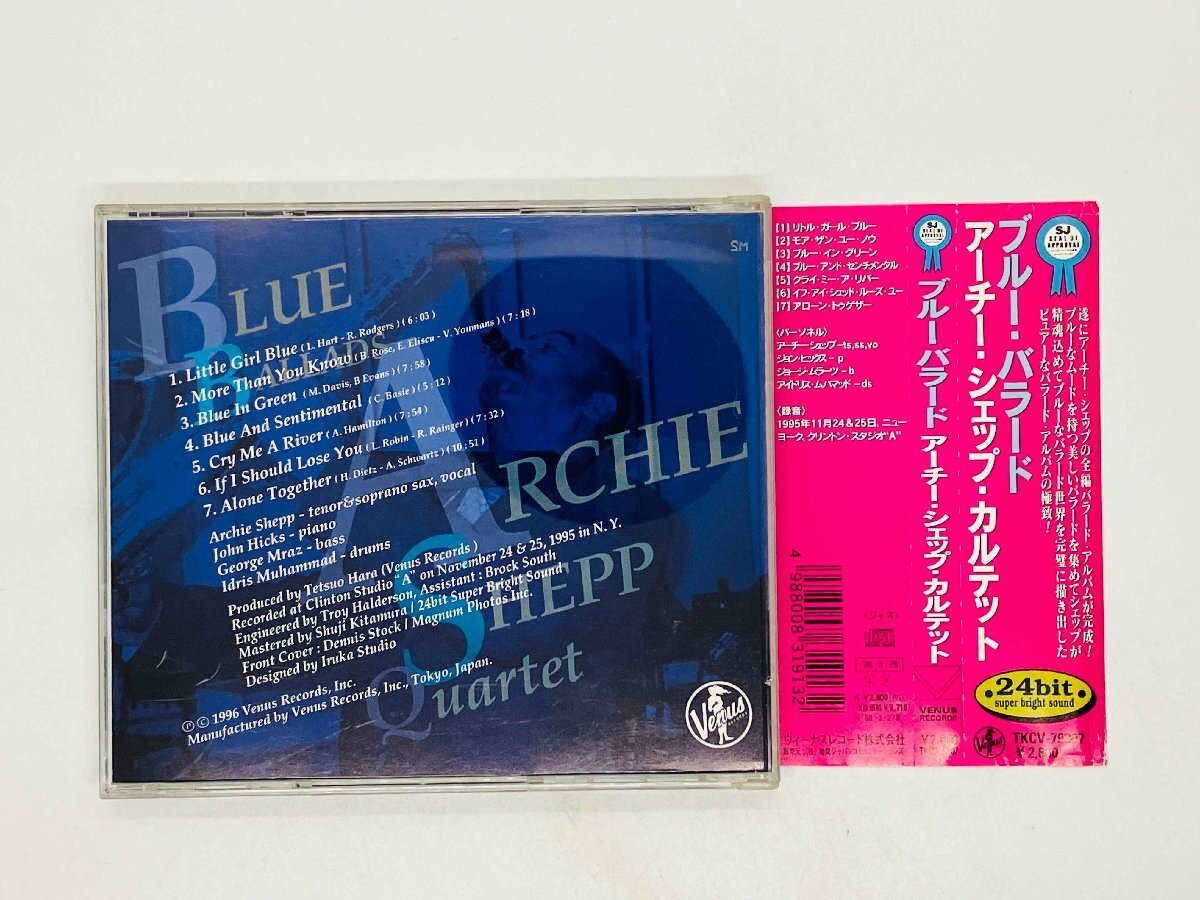 BLUE
BALLADS
ARCHIE
SHEPP
Quartet
1. Little Girl Blue ( L. Hart - R. Rodgers ) ( 6 : 03 )
2. More Than You Know ( B. Rose, E. Eliscu - V. Youmans ) ( 7 : 18 )
3. Blue In Green ( M. Davis, B Evans ) ( 7 : 58 )
4. Blue And Sentimental ( C. Basie ) ( 5 : 12 )
5. Cry Me A River ( A. Hamilton ) ( 7 : 54 )
6. If I Should Lose You ( L. Robin - R. Rainger ) ( 7 : 32 )
7. Alone Together ( H. Dietz - A. Schwartz ) ( 10 : 51 )
Archie Shepp - tenor&soprano sax, vocal
John Hicks - piano
George Mraz - bass
Idris Muhammad - drums
Produced by Tetsuo Hara (Venus Records )
Recorded at Clinton Studio "A" on November 24 & 25, 1995 in N. Y.
Engineered by Troy Halderson, Assistant : Brock South
Mastered by Shuji Kitamura | 24bit Super Bright Sound
Front Cover : Dennis Stock | Magnum Photos Inc.
Designed by Iruka Studio
Ⓟ © 1996 Venus Records, Inc.
Manufactured by Venus Records, Inc., Tokyo, Japan.
Venus
RECORDS
[1] リトル・ガール・ブルー
[2] モア・ザン・ユー・ノウ
[3] ブルー・イン・グリーン
[4] ブルー・アンド・センチメンタル
[5] クライ・ミー・ア・リバー
[6] イフ・アイ・シュッド・ルーズ・ユー
[7] アローン・トゥゲザー
〈パーソネル〉
アーチー・シェップ–ts,ss,vo
ジョン・ヒックス–p
ジョージ・ムラーツ–b
アイドリス・ムハマッド–ds
〈録音〉
1995年11月24&25日、ニュー
ヨーク、クリントン・スタジオ"A"
4 988008 319132
〈ジャズ〉
ヴィーナスレコード株式会社
SJ
SEAL OF
APPROVAL
ブルーバラード アーチー・シェップ・カルテット
VENUS
RECORDS
SJ
SEAL OF
APPROVAL
ブルー・バラード
アーチー・シェップ・カルテット
遂にアーチー・シェップの全編バラード・アルバムが完成!
ブルーなムードを持つ美しいバラードを集めてシェップが
精魂込めてブルーなバラード世界を完璧に描き出した
ピュアーなバラード・アルバムの極致!
24bit
super bright sound
Venus